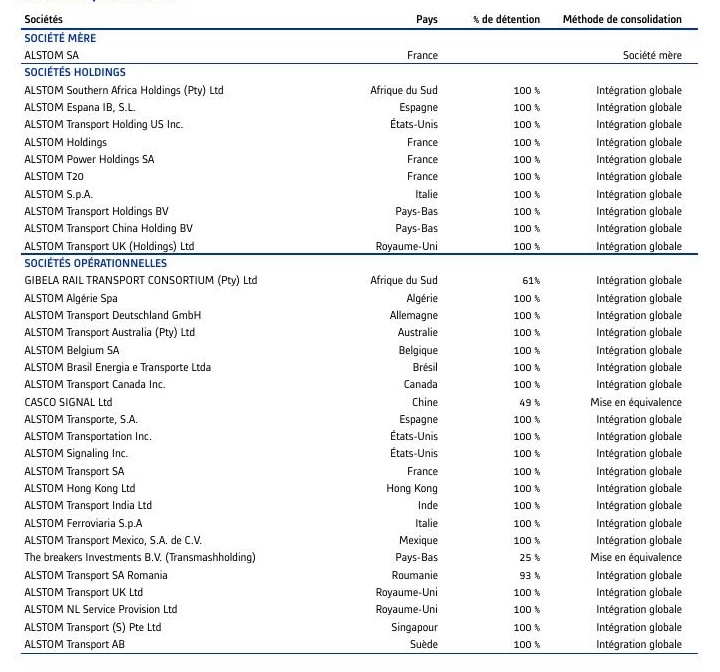 Sociétés Pays % de détention Méthode de consolidation
SOCIÉTÉ MÈRE
ALSTOM SA France Société mère
SOCIÉTÉS HOLDINGS
ALSTOM Southern Africa Holdings (Pty) Ltd Afrique du Sud 100 % Intégration globale
ALSTOM Espana IB, S.L. Espagne 100 % Intégration globale
ALSTOM Transport Holding US Inc. États-Unis 100 % Intégration globale
ALSTOM Holdings France 100 % Intégration globale
ALSTOM Power Holdings SA France 100 % Intégration globale
ALSTOM T20 France 100 % Intégration globale
ALSTOM S.p.A. Italie 100 % Intégration globale
ALSTOM Transport Holdings BV Pays-Bas 100 % Intégration globale
ALSTOM Transport China Holding BV Pays-Bas 100 % Intégration globale
ALSTOM Transport UK (Holdings) Ltd Royaume-Uni 100 % Intégration globale
SOCIÉTÉS OPÉRATIONNELLES
GIBELA RAIL TRANSPORT CONSORTIUM (Pty) Ltd Afrique du Sud 61% Intégration globale
ALSTOM Algérie Spa Algérie 100 % Intégration globale
ALSTOM Transport Deutschland GmbH Allemagne 100 % Intégration globale
ALSTOM Transport Australia (Pty) Ltd Australie 100 % Intégration globale
ALSTOM Belgium SA Belgique 100 % Intégration globale
ALSTOM Brasil Energia e Transporte Ltda Brésil 100 % Intégration globale
ALSTOM Transport Canada Inc. Canada 100 % Intégration globale
CASCO SIGNAL Ltd Chine 49 % Mise en équivalence
ALSTOM Transporte, S.A. Espagne 100 % Intégration globale
ALSTOM Transportation Inc. États-Unis 100 % Intégration globale
ALSTOM Signaling Inc. États-Unis 100 % Intégration globale
ALSTOM Transport SA France 100 % Intégration globale
ALSTOM Hong Kong Ltd Hong Kong 100 % Intégration globale
ALSTOM Transport India Ltd Inde 100 % Intégration globale
ALSTOM Ferroviaria S.p.A Italie 100 % Intégration globale
ALSTOM Transport Mexico, S.A. de C.V. Mexique 100 % Intégration globale
The breakers Investments B.V. (Transmashholding) Pays-Bas 25 % Mise en équivalence
ALSTOM Transport SA Romania Roumanie 93 % Intégration globale
ALSTOM Transport UK Ltd Royaume-Uni 100 % Intégration globale
ALSTOM NL Service Provision Ltd Royaume-Uni 100 % Intégration globale
ALSTOM Transport (S) Pte Ltd Singapour 100 % Intégration globale
ALSTOM Transport AB Suède 100 % Intégration globale